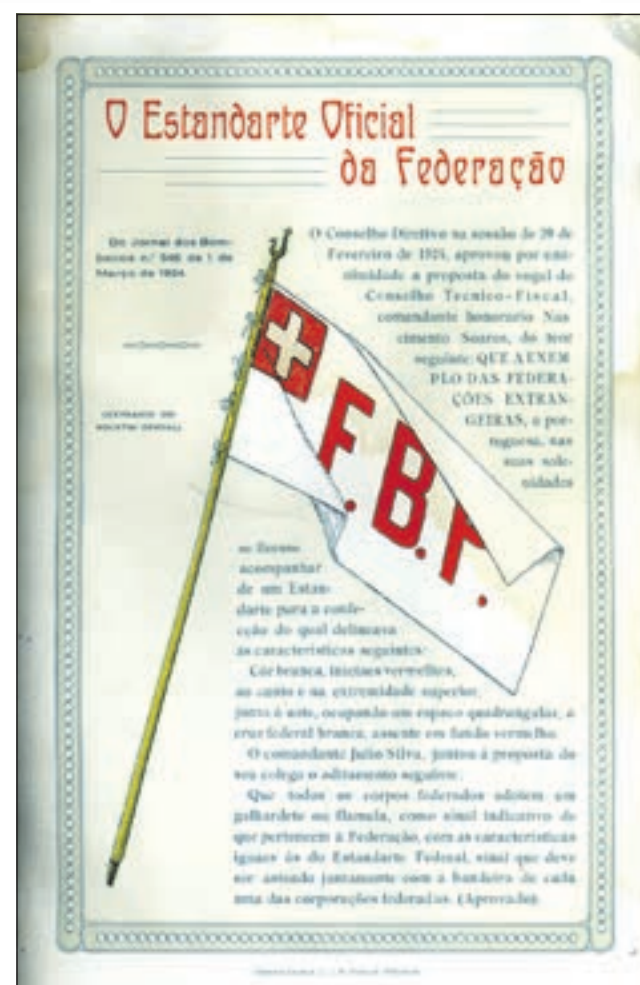 O Estandarte Oficial
da Federação
Do Jornal dos Bom-
beiros n.º de 1 de
Março de 1924
O Conselho Directivo na sessão de de
Fevereiro de aprovou por una-
nimidade a proposta do vogal do
Conselho Tecnico-Fiscal,
comandante honorario Nas
cimento Soares, do teor
seguinte: QUE A EXEM
PLO DAS FEDERA-
ÇÕES EXTRAN-
GEIRAS, a por-
tuguesa, nas
suas sole-
nidades
F.B.P.
se fizesse
acompanhar
de um Estan-
darte para a confe-
cção do qual delineava
as caracteristicas seguintes:
Côr branca, iniciaes vermelhas,
ao canto e na extremidade superior,
junto á aste, ocupando um espaço quadrangular, a
cruz federal branca, assente em fundo vermelho.
O comandante Julio Silva, juntou á proposta do
seu colega o aditamento seguinte:
Que todos os corpos federados adotem um
galhardete ou flamula, como sinal indicativo de
que pertencem á Federação, com as caracteristicas
iguaes ás do Estandarte Federal, sinal que deve
ser asteado juntamente com a bandeira de cada
uma das corporações federadas. (Aprovado)